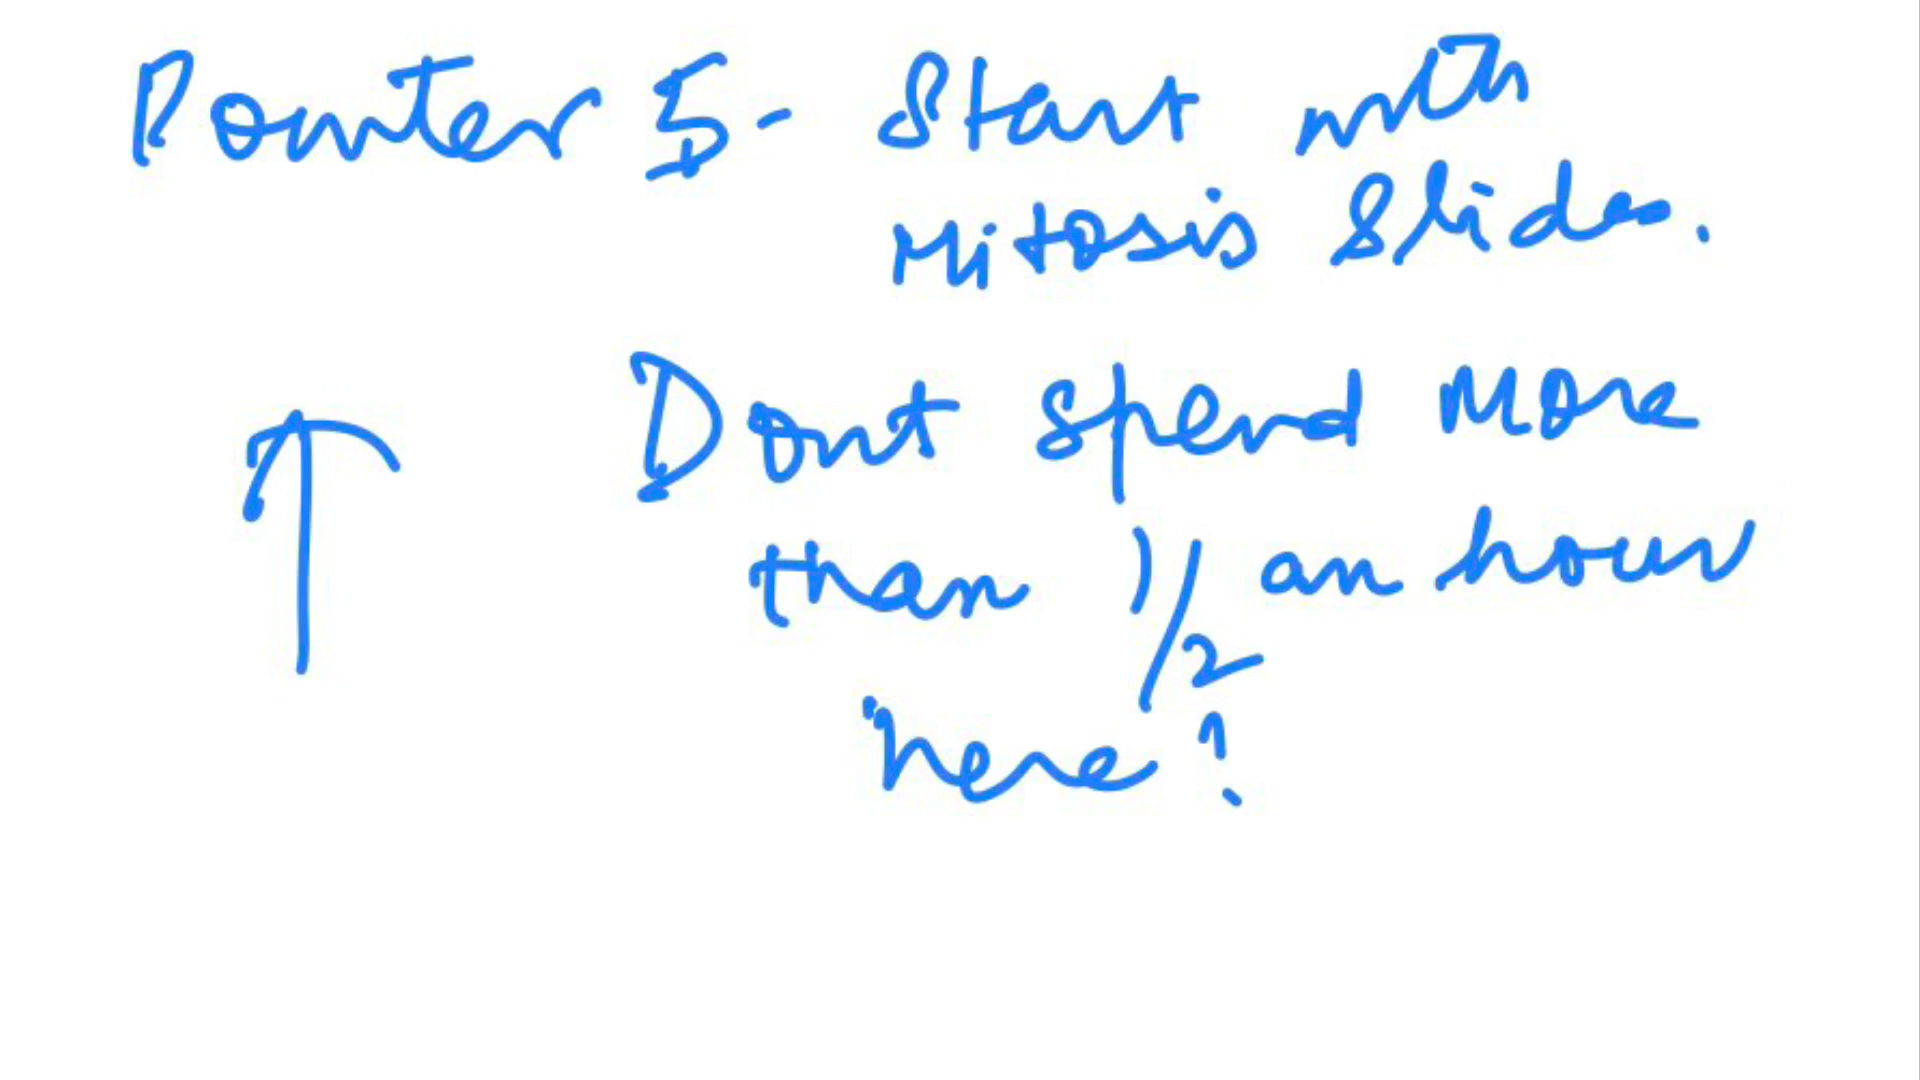 Pointer 5- Start with
Mitosis Slides.
Dont spend More
than 1/2 an hour
here!